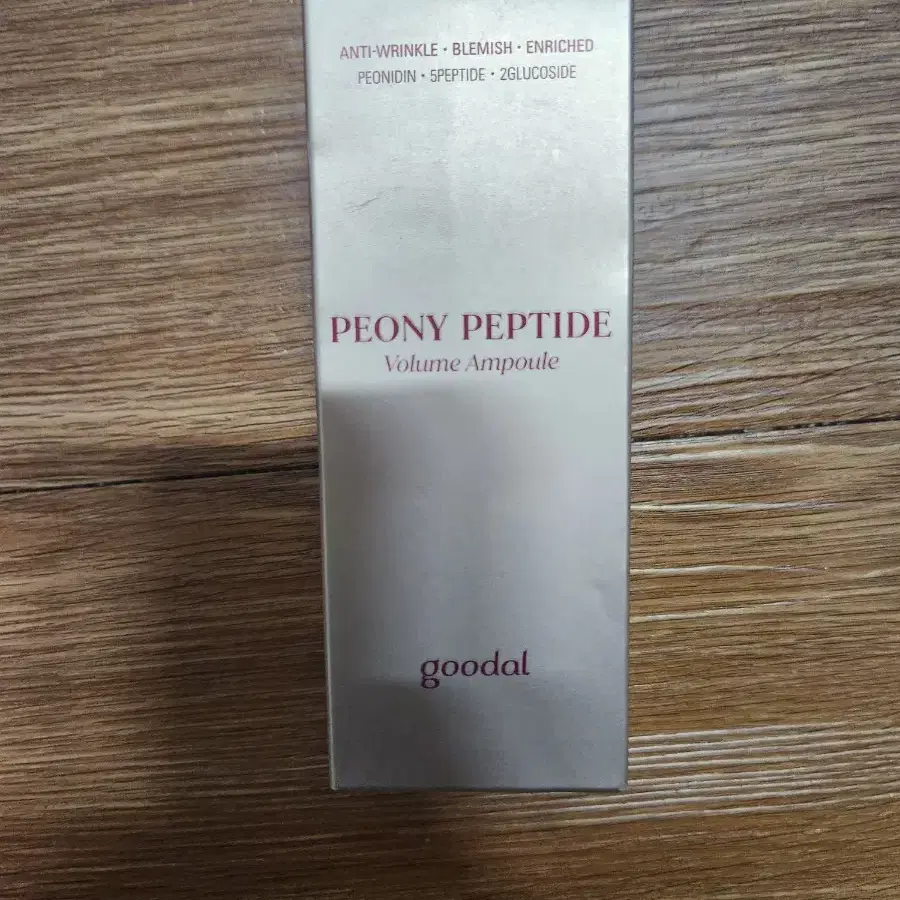 ANTI-WRINKLE · BLEMISH · ENRICHED
PEONIDIN · 5PEPTIDE · 2GLUCOSIDE
PEONY PEPTIDE
Volume Ampoule
goodal